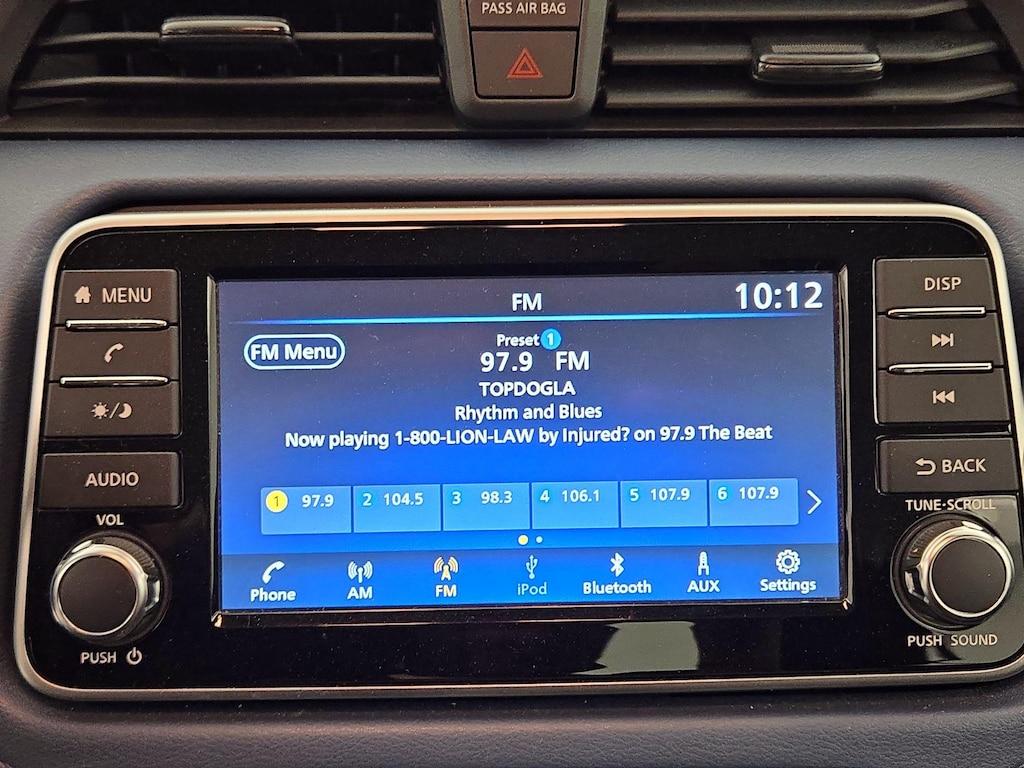 PASS AIR BAG
MENU
AUDIO
VOL
PUSH
FM
10:12
FM Menu
Preset 1
97.9 FM
TOPDOGLA
Rhythm and Blues
Now playing 1-800-LION-LAW by Injured? on 97.9 The Beat
1 97.9 2 104.5 3 98.3 4 106.1 5 107.9 6 107.9
Phone AM FM iPod Bluetooth AUX Settings
DISP
BACK
TUNE·SCROLL
PUSH SOUND